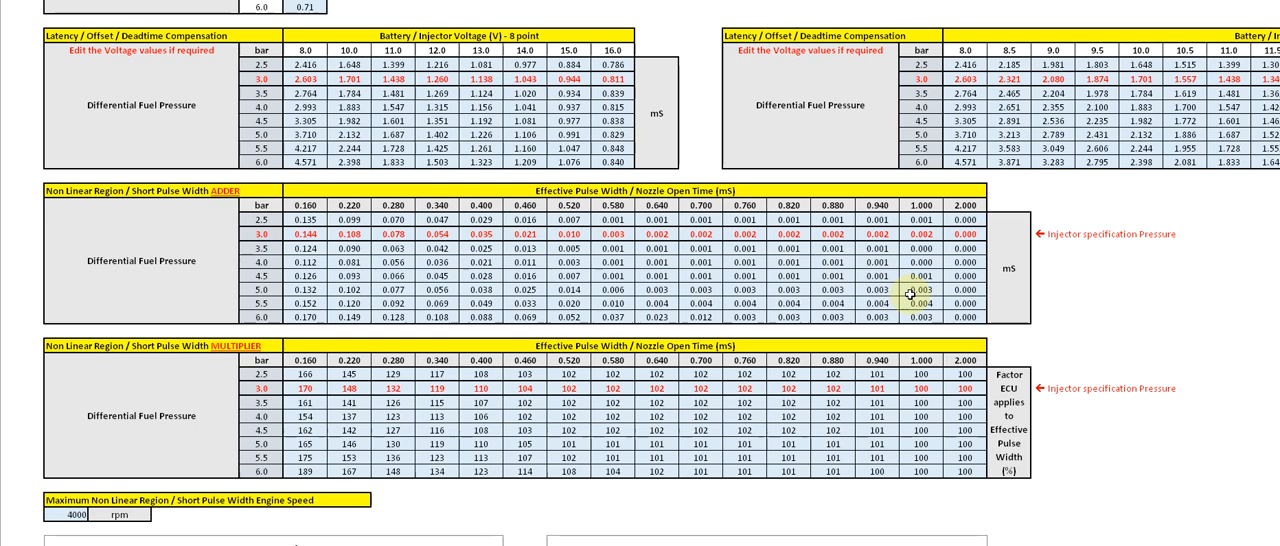 6.0 0.71
Latency / Offset / Deadtime Compensation Battery / Injector Voltage (V) - 8 point
Edit the Voltage values if required bar 8.0 10.0 11.0 12.0 13.0 14.0 15.0 16.0
2.5 2.416 1.648 1.399 1.216 1.081 0.977 0.884 0.786
3.0 2.603 1.701 1.438 1.260 1.138 1.043 0.944 0.811
3.5 2.764 1.784 1.481 1.269 1.124 1.020 0.934 0.839
Differential Fuel Pressure 4.0 2.993 1.883 1.547 1.315 1.156 1.041 0.937 0.815
4.5 3.305 1.982 1.601 1.351 1.192 1.081 0.977 0.838
5.0 3.710 2.132 1.687 1.402 1.226 1.106 0.991 0.829
5.5 4.217 2.244 1.728 1.425 1.261 1.160 1.047 0.848
6.0 4.571 2.398 1.833 1.503 1.323 1.209 1.076 0.840
mS
Latency / Offset / Deadtime Compensation Battery / In
Edit the Voltage values if required bar 8.0 8.5 9.0 9.5 10.0 10.5 11.0 11.5
2.5 2.416 2.185 1.981 1.803 1.648 1.515 1.399 1.30
3.0 2.603 2.321 2.080 1.874 1.701 1.557 1.438 1.34
3.5 2.764 2.465 2.204 1.978 1.784 1.619 1.481 1.36
Differential Fuel Pressure 4.0 2.993 2.651 2.355 2.100 1.883 1.700 1.547 1.42
4.5 3.305 2.891 2.536 2.235 1.982 1.772 1.601 1.46
5.0 3.710 3.213 2.789 2.431 2.132 1.886 1.687 1.52
5.5 4.217 3.583 3.049 2.606 2.244 1.955 1.728 1.55
6.0 4.571 3.871 3.283 2.795 2.398 2.081 1.833 1.64
Non Linear Region / Short Pulse Width ADDER Effective Pulse Width / Nozzle Open Time (mS)
bar 0.160 0.220 0.280 0.340 0.400 0.460 0.520 0.580 0.640 0.700 0.760 0.820 0.880 0.940 1.000 2.000
2.5 0.135 0.099 0.070 0.047 0.029 0.016 0.007 0.001 0.001 0.001 0.001 0.001 0.001 0.001 0.001 0.000
3.0 0.144 0.108 0.078 0.054 0.035 0.021 0.010 0.003 0.002 0.002 0.002 0.002 0.002 0.002 0.002 0.000 ← Injector specification Pressure
3.5 0.124 0.090 0.063 0.042 0.025 0.013 0.005 0.001 0.001 0.001 0.001 0.001 0.001 0.001 0.000 0.000
Differential Fuel Pressure 4.0 0.112 0.081 0.056 0.036 0.021 0.011 0.003 0.001 0.001 0.001 0.001 0.001 0.001 0.001 0.000 0.000
4.5 0.126 0.093 0.066 0.045 0.028 0.016 0.007 0.001 0.001 0.001 0.001 0.001 0.001 0.001 0.001 0.000
5.0 0.132 0.102 0.077 0.056 0.038 0.025 0.014 0.006 0.003 0.003 0.003 0.003 0.003 0.003 0.003 0.000
5.5 0.152 0.120 0.092 0.069 0.049 0.033 0.020 0.010 0.004 0.004 0.004 0.004 0.004 0.004 0.004 0.000
6.0 0.170 0.149 0.128 0.108 0.088 0.069 0.052 0.037 0.023 0.012 0.003 0.003 0.003 0.003 0.003 0.000
mS
Non Linear Region / Short Pulse Width MULTIPLIER Effective Pulse Width / Nozzle Open Time (mS)
bar 0.160 0.220 0.280 0.340 0.400 0.460 0.520 0.580 0.640 0.700 0.760 0.820 0.880 0.940 1.000 2.000
2.5 166 145 129 117 108 103 102 102 102 102 102 102 102 101 100 100
3.0 170 148 132 119 110 104 102 102 102 102 102 102 102 101 100 100 ← Injector specification Pressure
3.5 161 141 126 115 107 102 102 102 102 102 102 102 102 101 100 100
Differential Fuel Pressure 4.0 154 137 123 113 106 102 102 102 102 102 102 102 102 101 100 100
4.5 162 142 127 116 108 103 102 102 102 102 102 102 102 101 100 100
5.0 165 146 130 119 110 105 101 101 101 101 101 101 101 101 100 100
5.5 175 153 136 123 113 107 102 101 101 101 101 101 101 101 100 100
6.0 189 167 148 134 123 114 108 104 102 101 101 101 101 100 100 100
Factor
ECU
applies
to
Effective
Pulse
Width
(%)
Maximum Non Linear Region / Short Pulse Width Engine Speed
4000 rpm